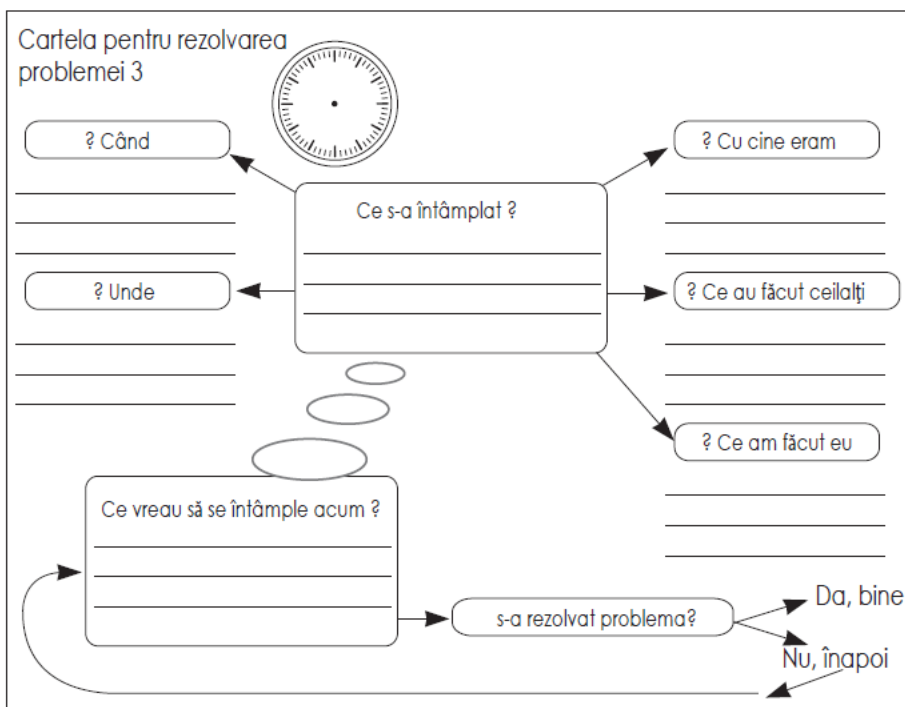 Cartela pentru rezolvarea
problemei 3
? Când
? Cu cine eram
Ce s-a întâmplat ?
? Unde
? Ce au făcut ceilalţi
? Ce am făcut eu
Ce vreau să se întâmple acum ?
s-a rezolvat problema?
Da, bine
Nu, înapoi